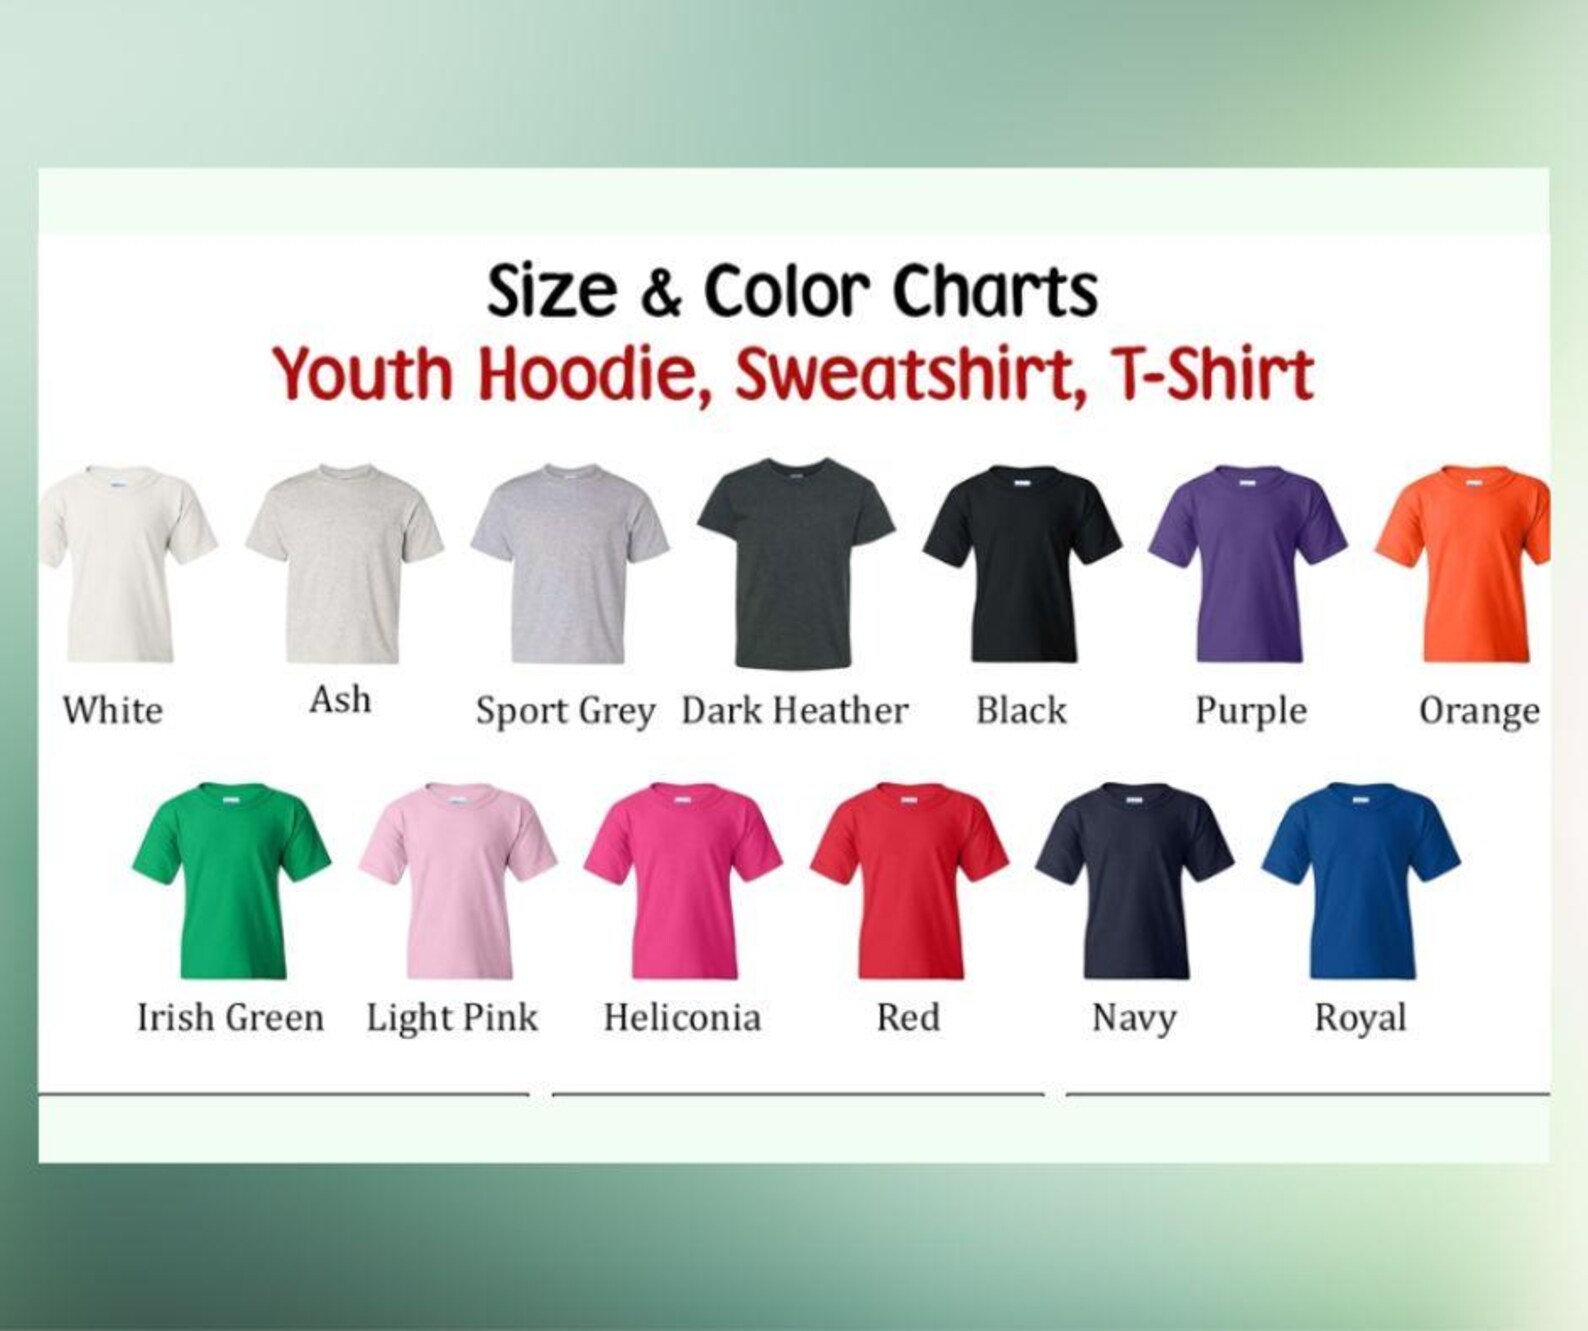 Size & Color Charts
Youth Hoodie, Sweatshirt, T-Shirt
White Ash Sport Grey Dark Heather Black Purple Orange
Irish Green Light Pink Heliconia Red Navy Royal